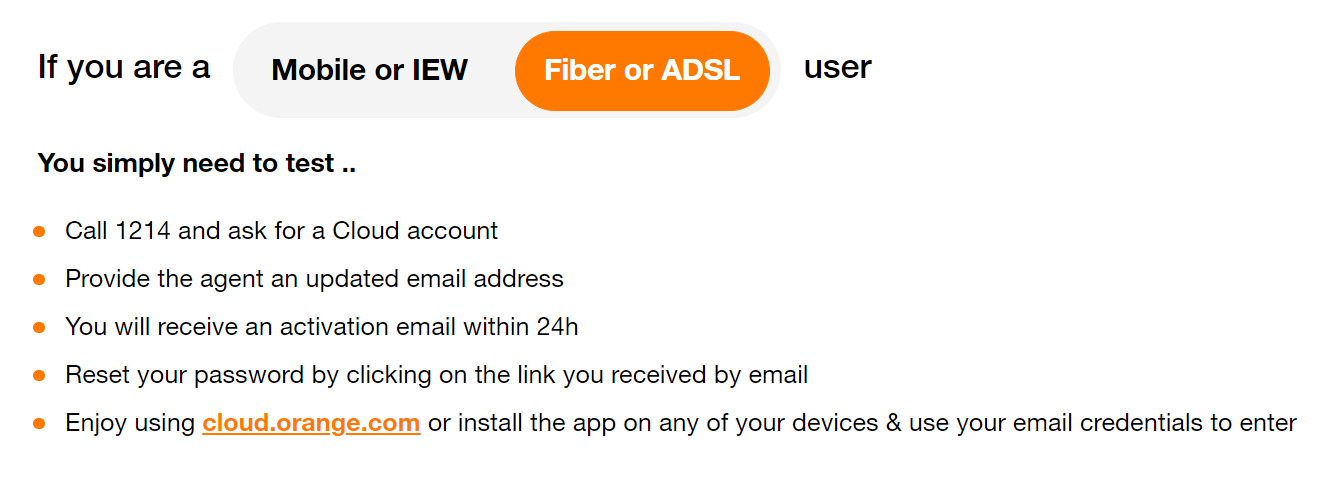 If you are a Mobile or IEW Fiber or ADSL user
You simply need to test ..
Call 1214 and ask for a Cloud account
Provide the agent an updated email address
You will receive an activation email within 24h
Reset your password by clicking on the link you received by email
Enjoy using cloud.orange.com or install the app on any of your devices & use your email credentials to enter